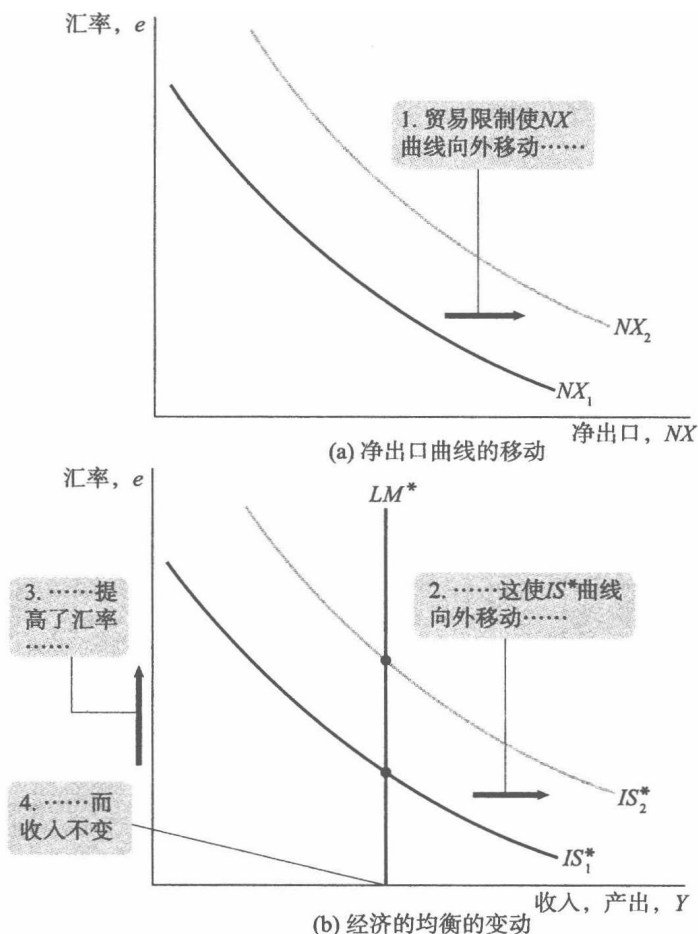 汇率，e
1. 贸易限制使NX
曲线向外移动……
NX₂
NX₁
净出口，NX
(a) 净出口曲线的移动
汇率，e
LM*
3. ……提
高了汇率
……
2. ……这使IS*曲线
向外移动……
4. ……而
收入不变
IS₂*
IS₁*
收入，产出，Y
(b) 经济的均衡的变动